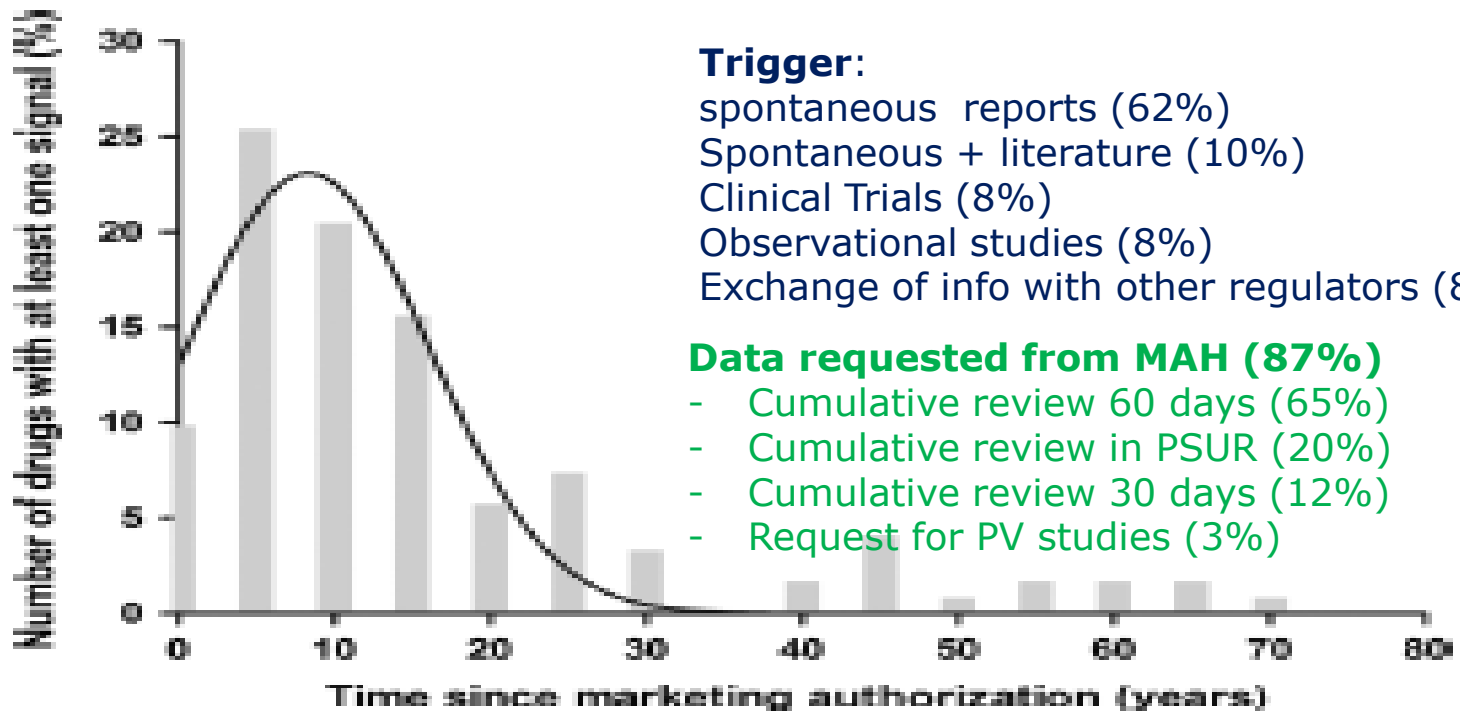 Number of drugs with at least one signal (%)
30
25
20
15
10
5
0
0 10 20 30 40 50 60 70 80
Time since marketing authorization (years)
Trigger:
spontaneous reports (62%)
Spontaneous + literature (10%)
Clinical Trials (8%)
Observational studies (8%)
Exchange of info with other regulators (8
Data requested from MAH (87%)
- Cumulative review 60 days (65%)
- Cumulative review in PSUR (20%)
- Cumulative review 30 days (12%)
- Request for PV studies (3%)